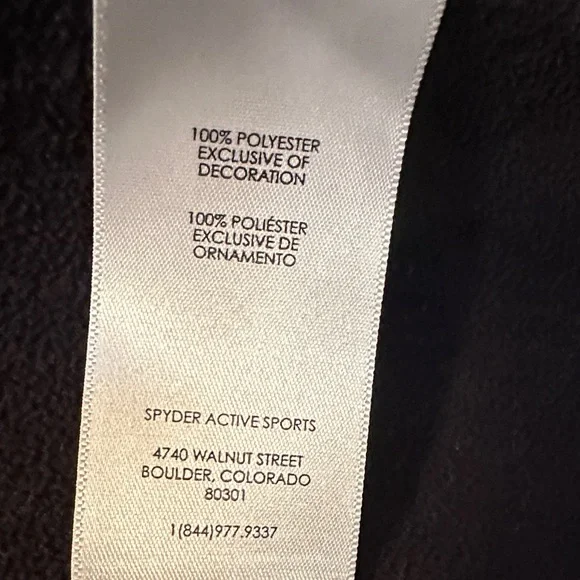 100% POLYESTER
EXCLUSIVE OF
DECORATION
100% POLIÉSTER
EXCLUSIVE DE
ORNAMENTO
SPYDER ACTIVE SPORTS
4740 WALNUT STREET
BOULDER, COLORADO
80301
1(844)977.9337